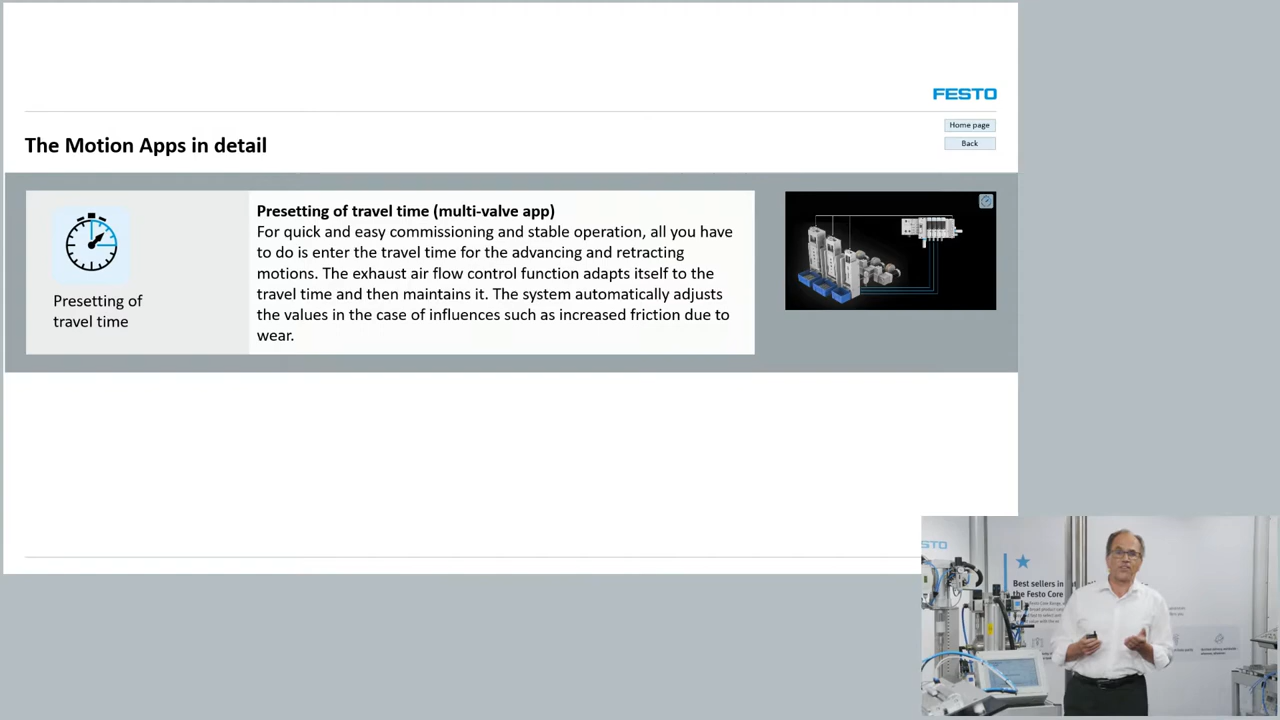 FESTO
Home page
The Motion Apps in detail
Back
Presetting of travel time (multi-valve app)
For quick and easy commissioning and stable operation, all you have
to do is enter the travel time for the advancing and retracting
motions. The exhaust air flow control function adapts itself to the
travel time and then maintains it. The system automatically adjusts
the values in the case of influences such as increased friction due to
wear.
Presetting of
travel time
STO
Best sellers in
the Festo Core